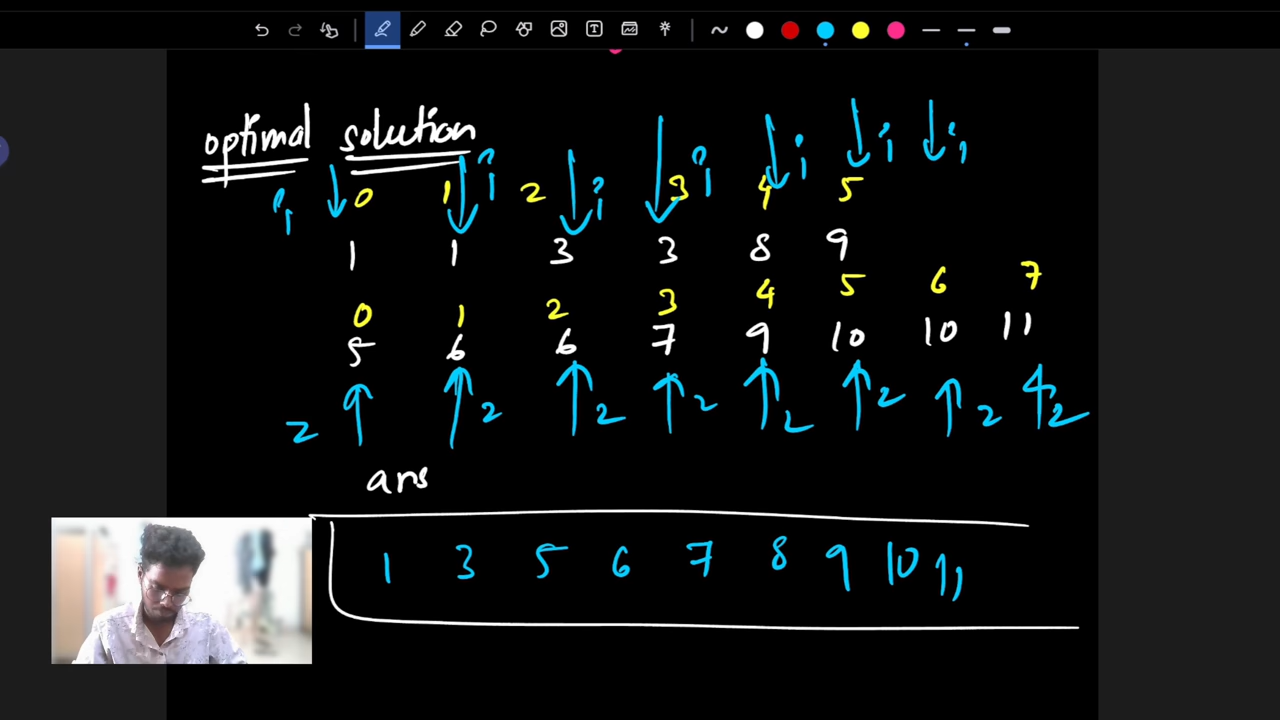 optimal solution
i i i i i i i
0 1 2 3 4 5
1 1 3 3 8 9
0 1 2 3 4 5 6 7
5 6 6 7 9 10 10 11
2 2 2 2 2 2 2 2
ans
1 3 5 6 7 8 9 10 11